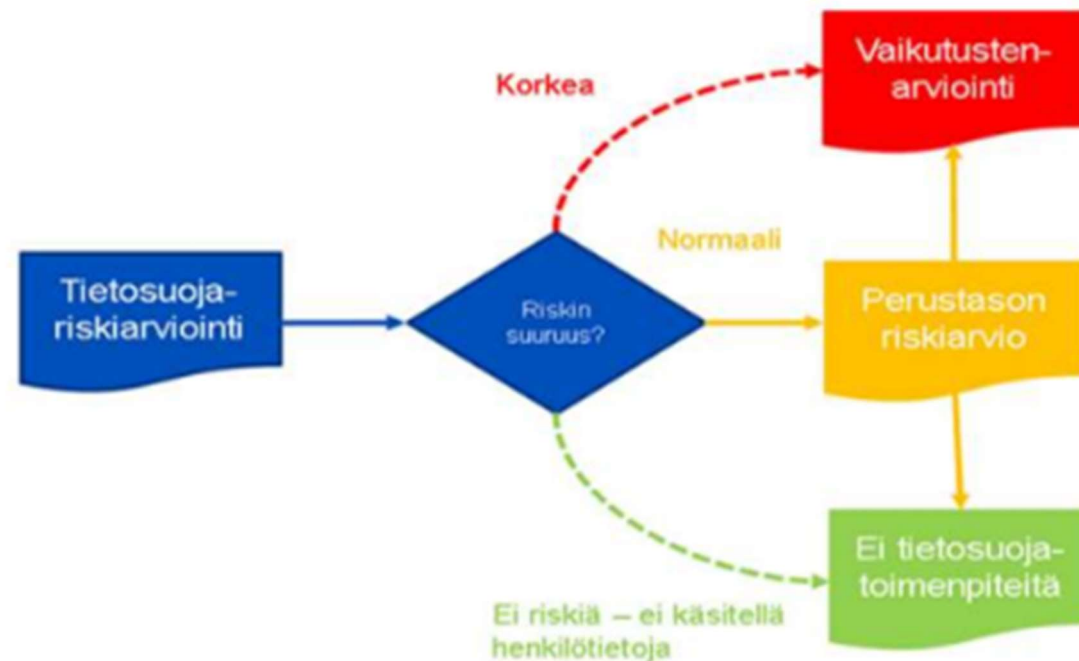 Korkea
Vaikutusten-
arviointi
Normaali
Tietosuoja-
riskiarviointi
Riskin
suuruus?
Perustason
riskiarvio
Ei tietosuoja-
toimenpiteitä
Ei riskiä – ei käsitellä
henkilötietoja